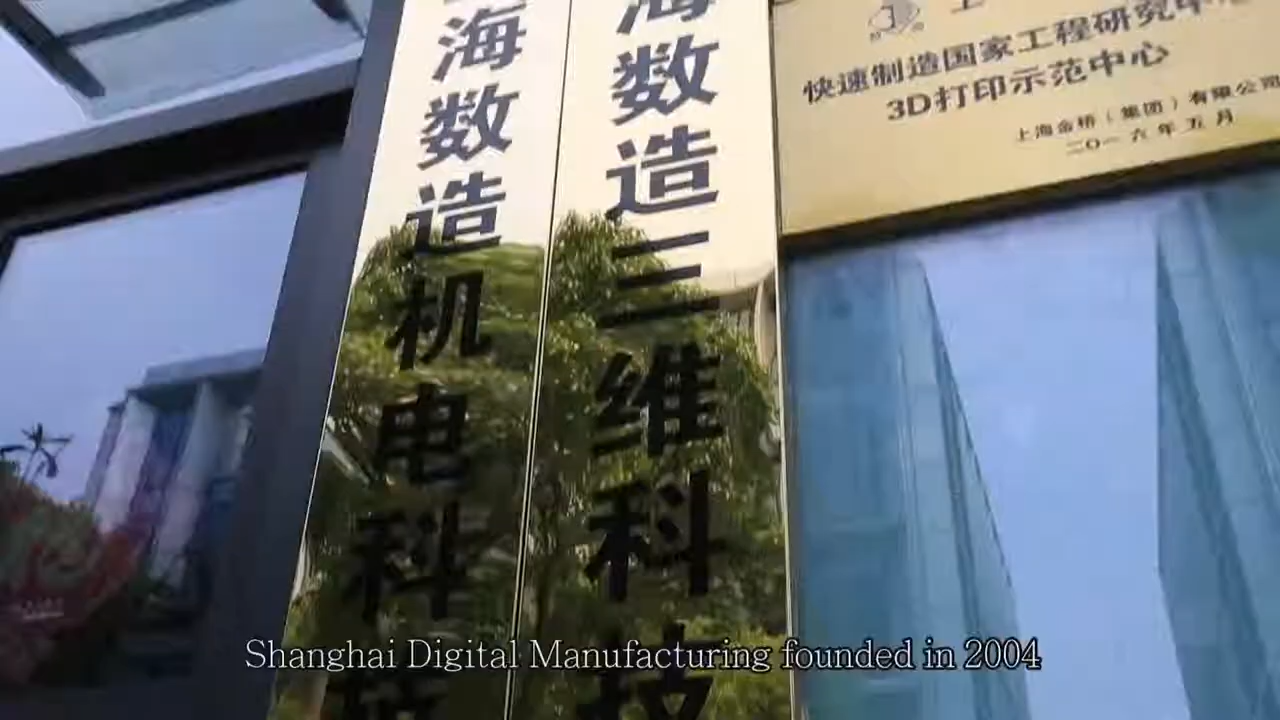 海数造机电科技
海数造三维科技
快速制造国家工程研究中心
3D打印示范中心
上海金桥（集团）有限公司
二〇一六年五月
Shanghai Digital Manufacturing founded in 2004